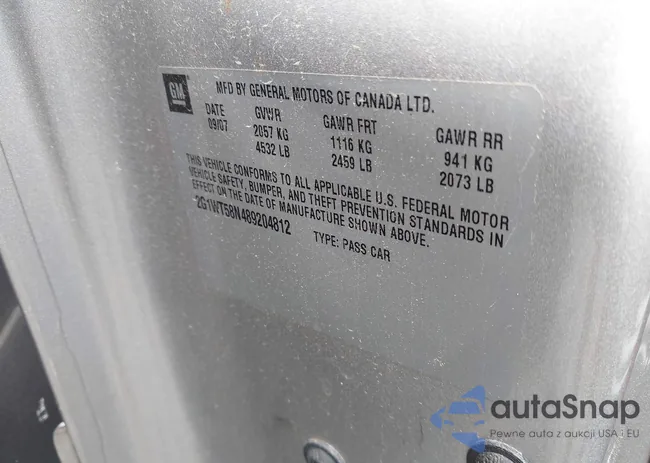 GM
MFD BY GENERAL MOTORS OF CANADA LTD.
DATE GVWR GAWR FRT GAWR RR
09/07 2057 KG 1116 KG 941 KG
4532 LB 2459 LB 2073 LB
THIS VEHICLE CONFORMS TO ALL APPLICABLE U.S. FEDERAL MOTOR
VEHICLE SAFETY, BUMPER, AND THEFT PREVENTION STANDARDS IN
EFFECT ON THE DATE OF MANUFACTURE SHOWN ABOVE.
2G1WT58N489204812 TYPE: PASS CAR
autaSnap
Pewne auta z aukcji USA i EU